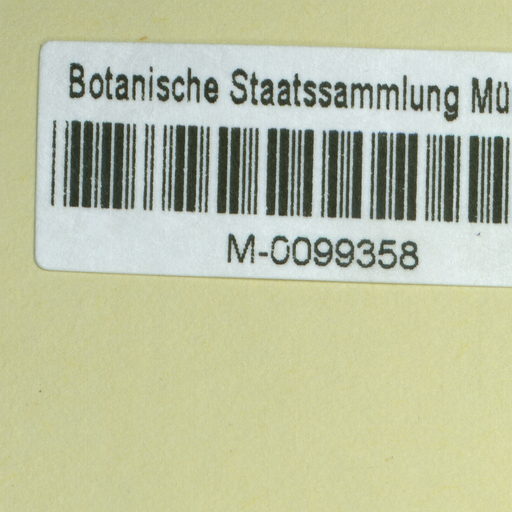 Botanische Staatssammlung Mü
M-0099358